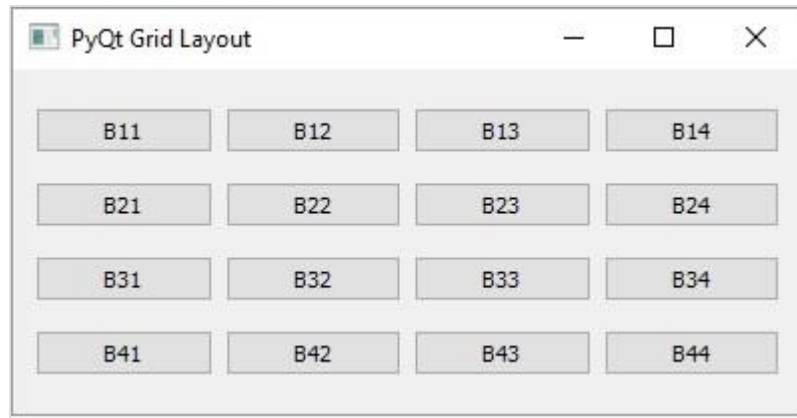 PyQt Grid Layout
B11 B12 B13 B14
B21 B22 B23 B24
B31 B32 B33 B34
B41 B42 B43 B44